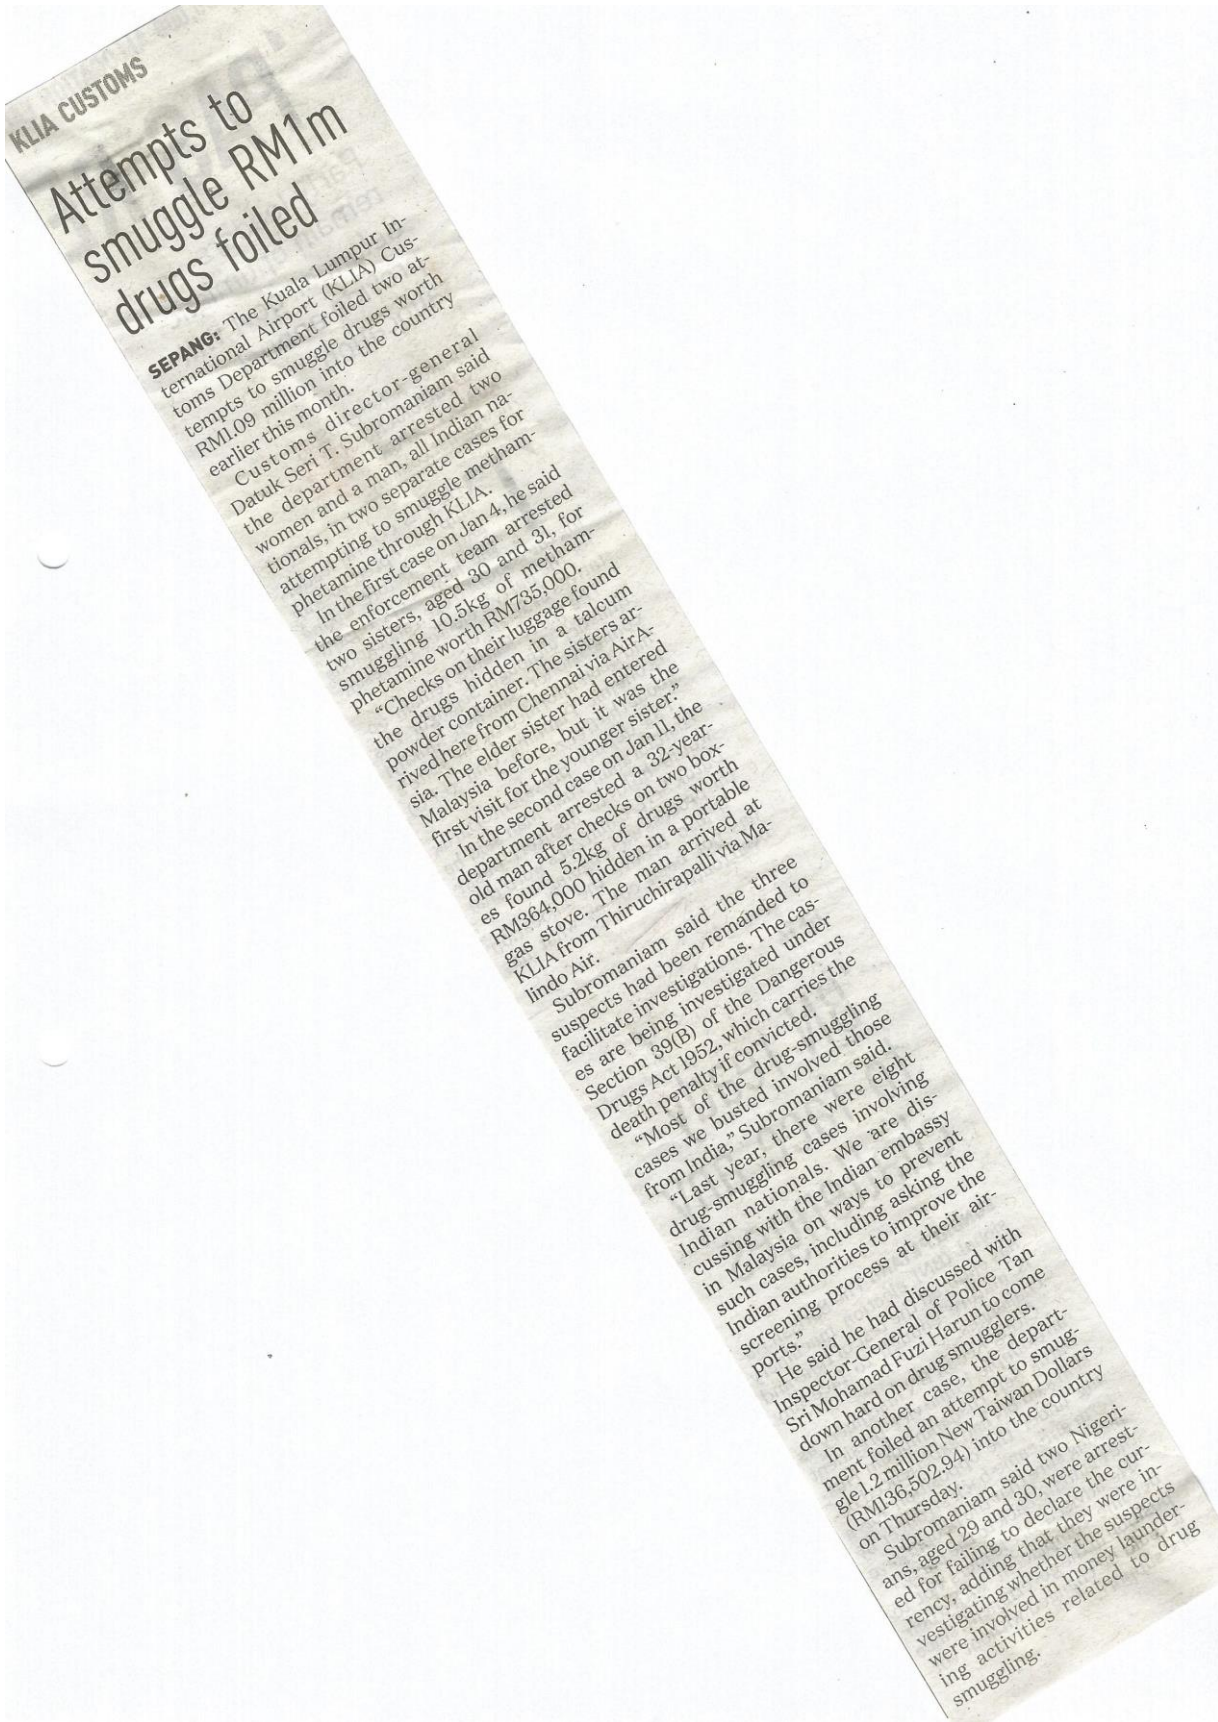 KLIA CUSTOMS
Attempts to
smuggle RM1m
drugs foiled
SEPANG: The Kuala Lumpur In-
ternational Airport (KLIA) Cus-
toms Department foiled two at-
tempts to smuggle drugs worth
RM1.09 million into the country
earlier this month.
Customs director-general
Datuk Seri T. Subromaniam said
the department arrested two
women and a man, all Indian na-
tionals, in two separate cases for
attempting to smuggle metham-
phetamine through KLIA.
In the first case on Jan 4, he said
the enforcement team arrested
two sisters, aged 30 and 31, for
smuggling 10.5kg of metham-
phetamine worth RM735,000.
“Checks on their luggage found
the drugs hidden in a talcum
powder container. The sisters ar-
rived here from Chennai via AirA-
sia. The elder sister had entered
Malaysia before, but it was the
first visit for the younger sister.”
In the second case on Jan 11, the
department arrested a 32-year-
old man after checks on two box-
es found 5.2kg of drugs worth
RM364,000 hidden in a portable
gas stove. The man arrived at
KLIA from Thiruchirapalli via Ma-
lindo Air.
Subromaniam said the three
suspects had been remanded to
facilitate investigations. The cas-
es are being investigated under
Section 39(B) of the Dangerous
Drugs Act 1952, which carries the
death penalty if convicted.
“Most of the drug-smuggling
cases we busted involved those
from India,” Subromaniam said.
“Last year, there were eight
drug-smuggling cases involving
Indian nationals. We are dis-
cussing with the Indian embassy
in Malaysia on ways to prevent
such cases, including asking the
Indian authorities to improve the
screening process at their air-
ports.”
He said he had discussed with
Inspector-General of Police Tan
Sri Mohamad Fuzi Harun to come
down hard on drug smugglers.
In another case, the depart-
ment foiled an attempt to smug-
gle 1.2 million New Taiwan Dollars
(RM136,502.94) into the country
on Thursday.
Subromaniam said two Nigeri-
ans, aged 29 and 30, were arrest-
ed for failing to declare the cur-
rency, adding that they were in-
vestigating whether the suspects
were involved in money launder-
ing activities related to drug
smuggling.